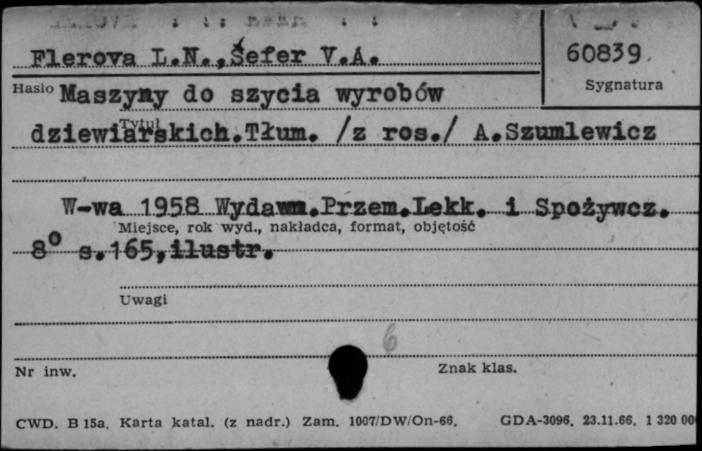 Flerova L.N.,Šefer V.A.
60839
Hasło
Sygnatura
Maszyny do szycia wyrobów
Tytuł
dziewiarskich.Tłum. /z ros./ A.Szumlewicz
W-wa 1958 Wydawn.Przem.Lekk. i Spożywcz.
Miejsce, rok wyd., nakładca, format, objętość
8° s.165,ilustr.
Uwagi
6
Nr inw.
Znak klas.
CWD. B 15a. Karta katal. (z nadr.) Zam. 1007/DW/On-66. GDA-3096. 23.11.66. 1 320 00